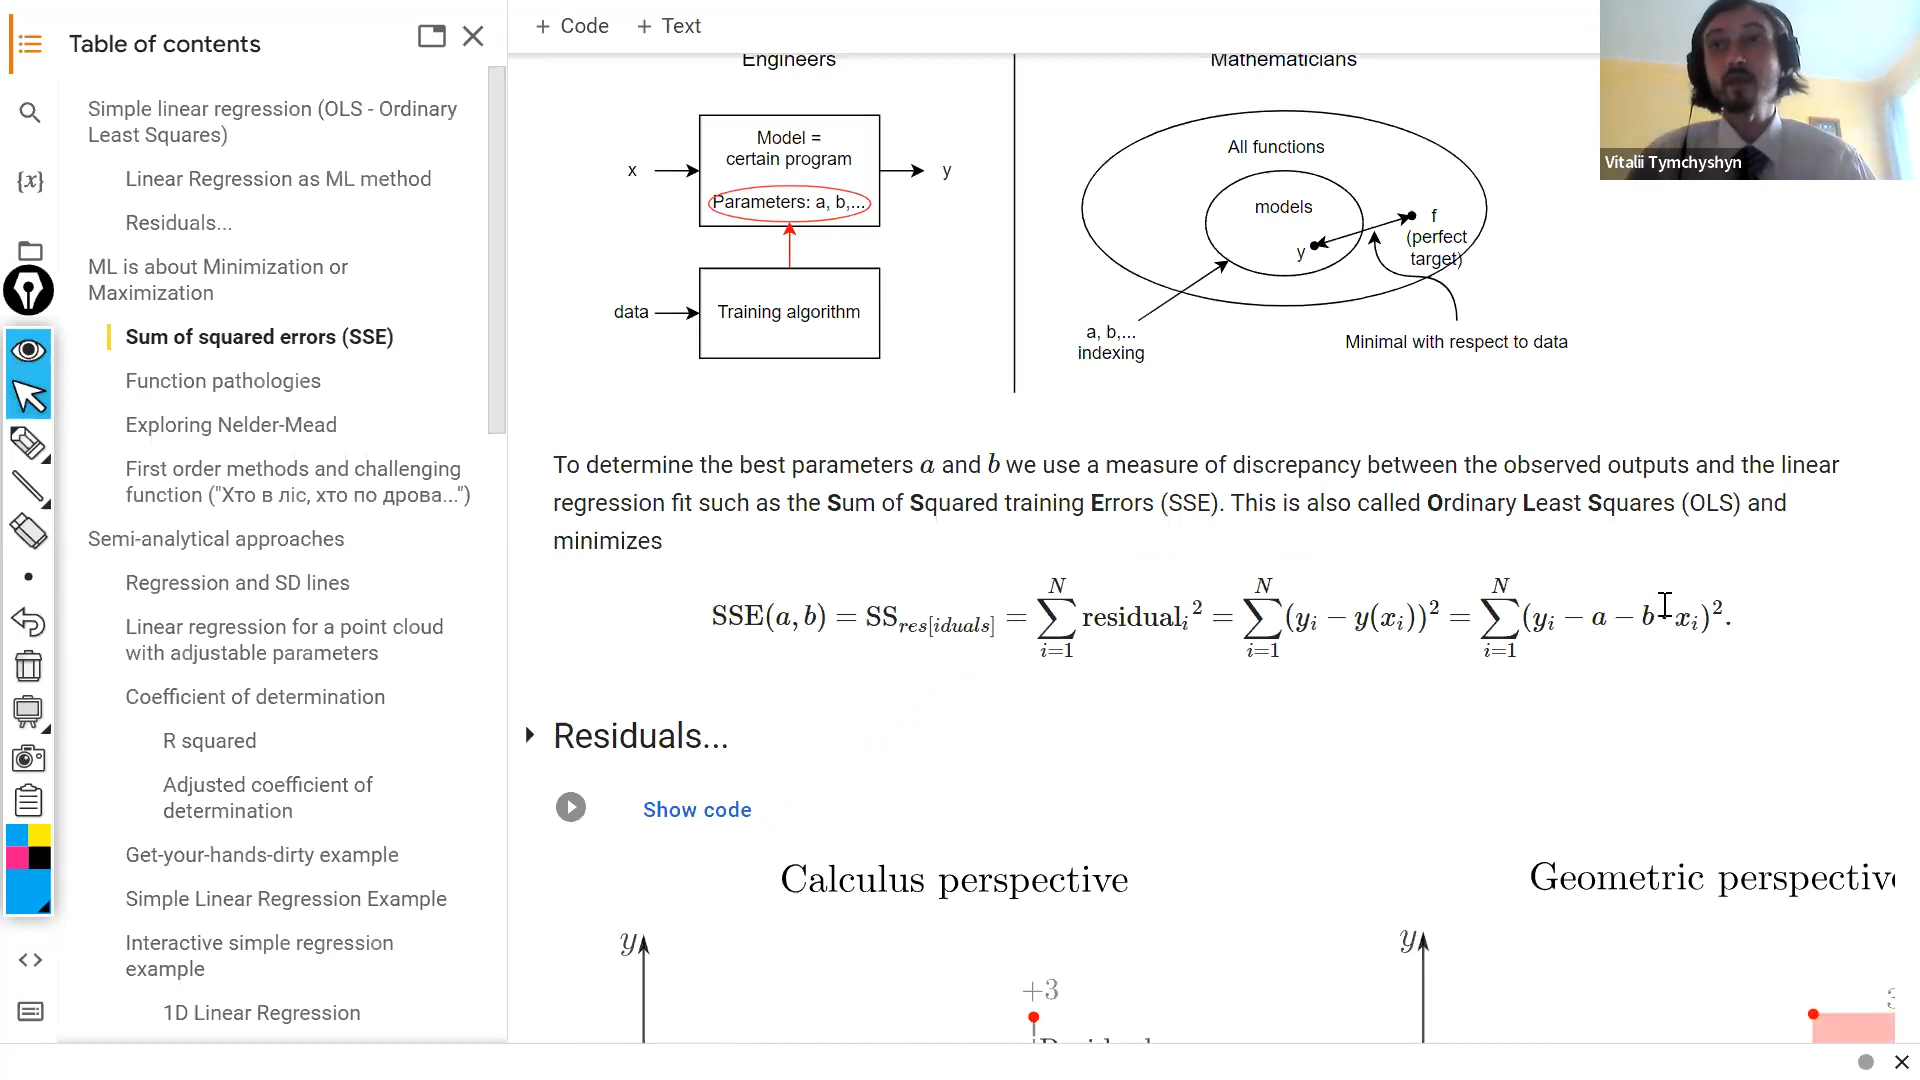 Table of contents
Simple linear regression (OLS - Ordinary
Least Squares)
Linear Regression as ML method
Residuals...
ML is about Minimization or
Maximization
Sum of squared errors (SSE)
Function pathologies
Exploring Nelder-Mead
First order methods and challenging
function ("Хто в ліс, хто по дрова...")
Semi-analytical approaches
Regression and SD lines
Linear regression for a point cloud
with adjustable parameters
Coefficient of determination
R squared
Adjusted coefficient of
determination
Get-your-hands-dirty example
Simple Linear Regression Example
Interactive simple regression
example
1D Linear Regression
{x}
+ Code + Text
Engineers
Model =
certain program
Parameters: a, b,...
x
y
data
Training algorithm
Mathematicians
All functions
models
y
f
(perfect
target)
a, b,...
indexing
Minimal with respect to data
Vitalii Tymchyshyn
To determine the best parameters a and b we use a measure of discrepancy between the observed outputs and the linear
regression fit such as the Sum of Squared training Errors (SSE). This is also called Ordinary Least Squares (OLS) and
minimizes
SSE(a, b) = SS_{res[iduals]} = \sum_{i=1}^{N} residual_i^2 = \sum_{i=1}^{N} (y_i − y(x_i))^2 = \sum_{i=1}^{N} (y_i − a − b · x_i)^2.
Residuals...
Show code
Calculus perspective
Geometric perspective
y
+3
y